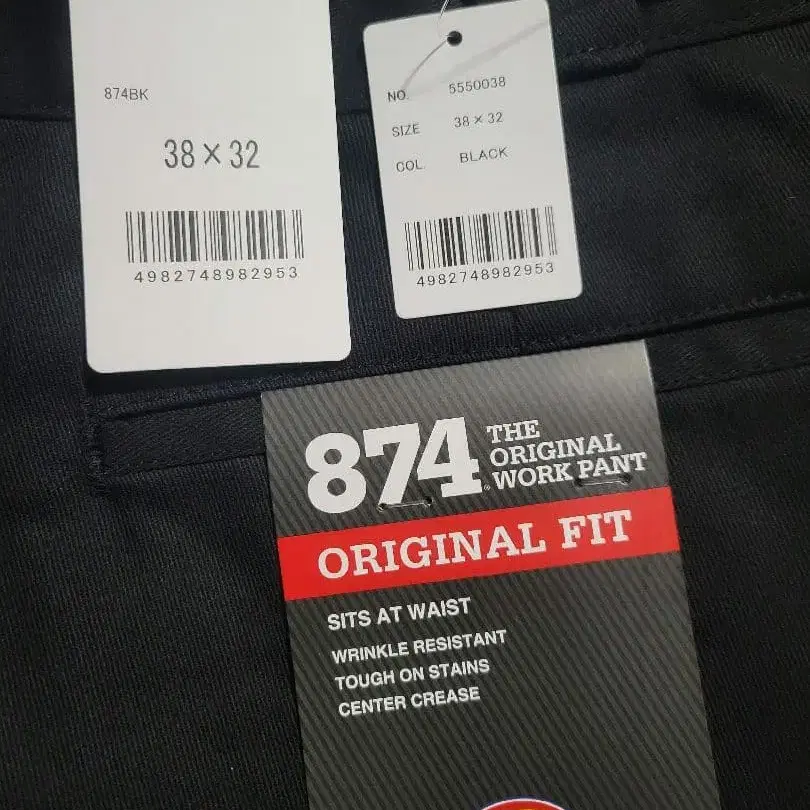 874BK
38×32
4982748982953
NO. 5550038
SIZE 38×32
COL. BLACK
4982748982953
874® THE
ORIGINAL
WORK PANT
ORIGINAL FIT
SITS AT WAIST
WRINKLE RESISTANT
TOUGH ON STAINS
CENTER CREASE